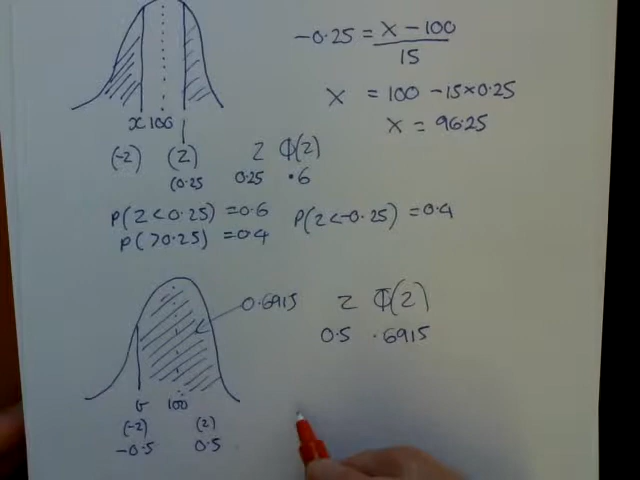 -0.25 = x - 100
15
x = 100 - 15×0.25
x = 96.25
x 100
(-z) (z) z Φ(z)
(0.25 0.25 .6
P(z<0.25) = 0.6 P(z<-0.25) = 0.4
P(>0.25) = 0.4
0.6915 z Φ(z)
0.5 .6915
100
(-z) (z)
-0.5 0.5